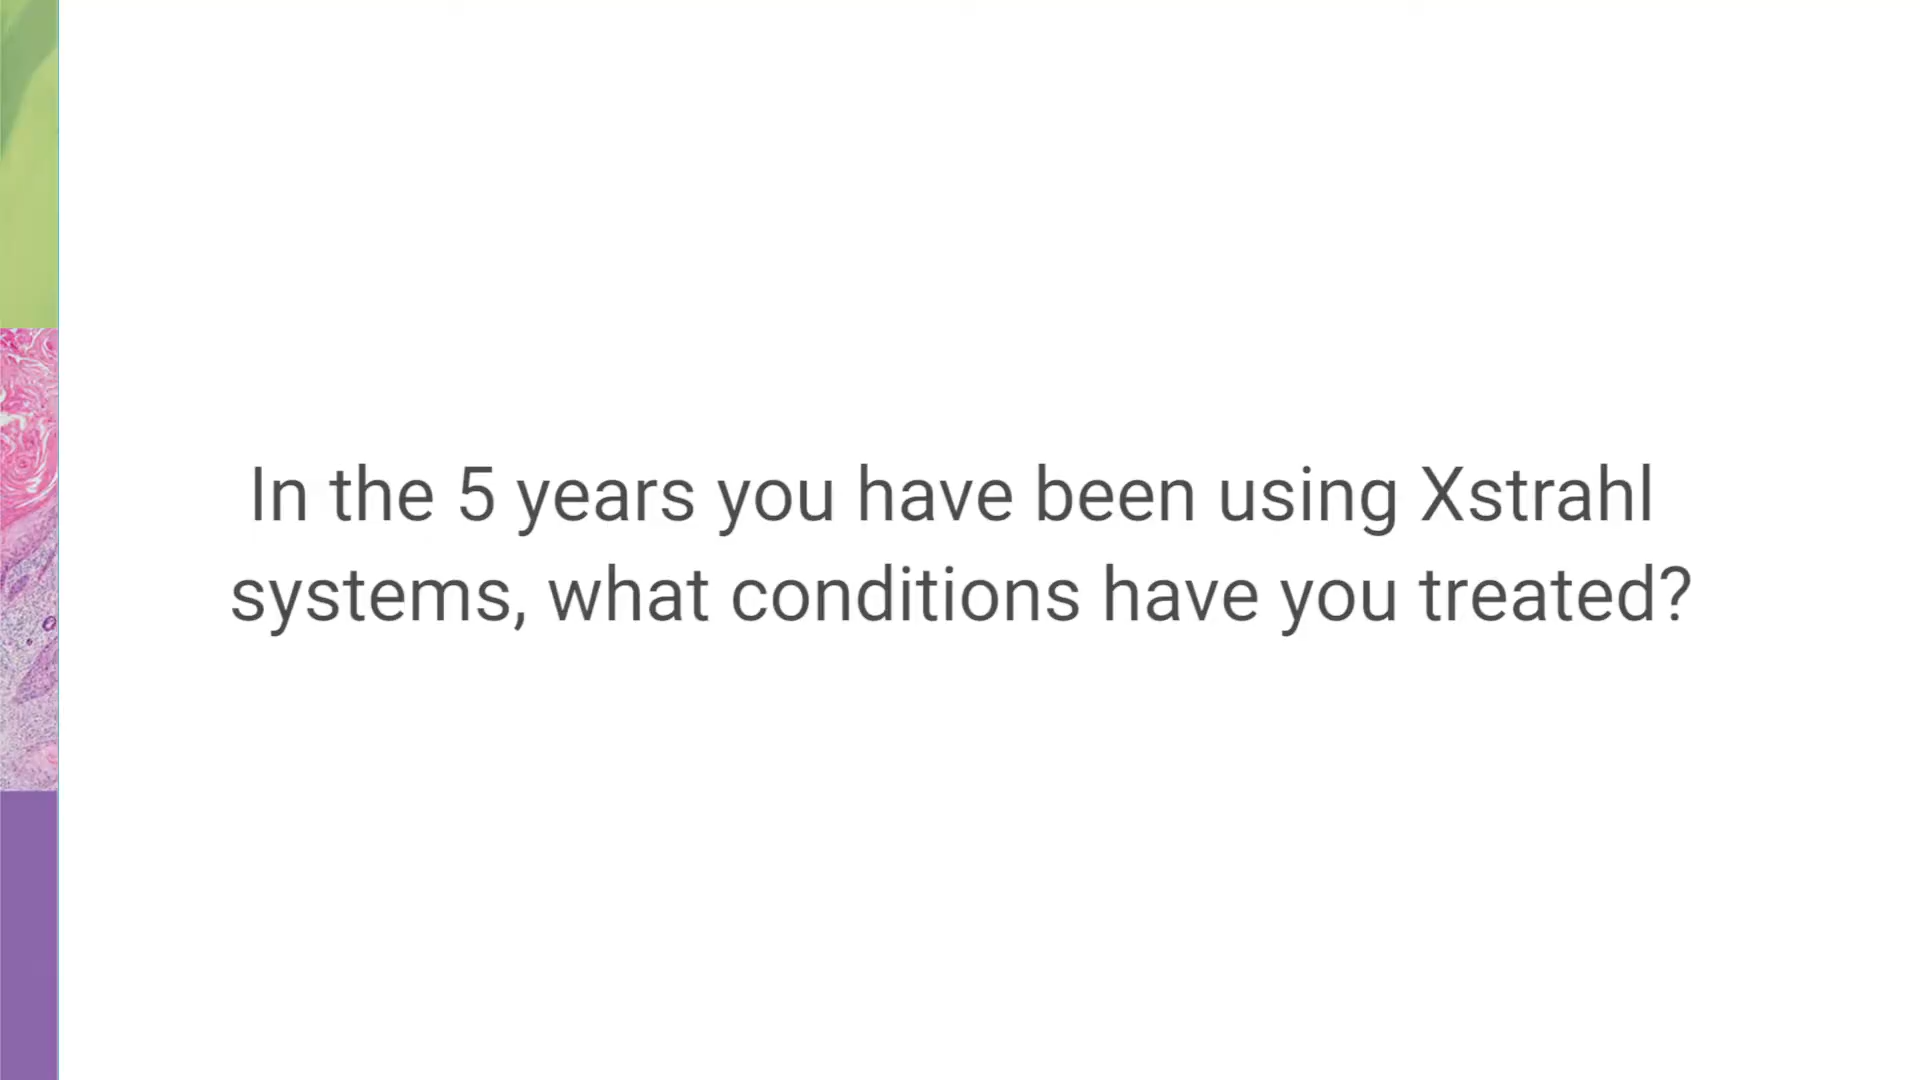 In the 5 years you have been using Xstrahl
systems, what conditions have you treated?